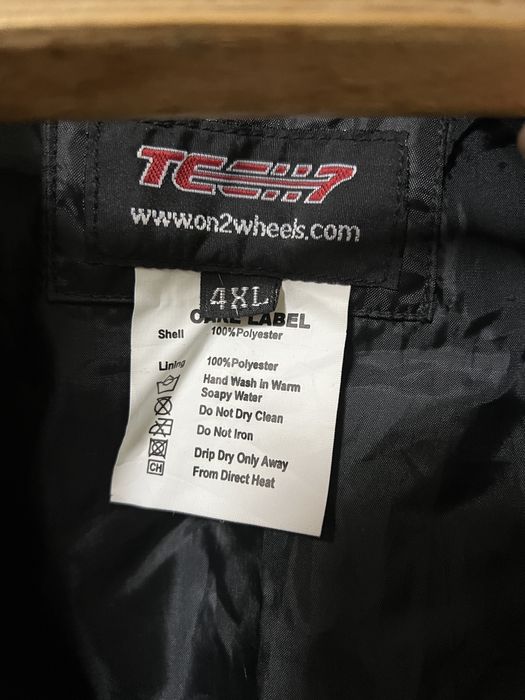 TECH7
www.on2wheels.com
4XL
CARE LABEL
Shell 100%Polyester
Lining 100%Polyester
Hand Wash in Warm
Soapy Water
Do Not Dry Clean
Do Not Iron
Drip Dry Only Away
CH From Direct Heat